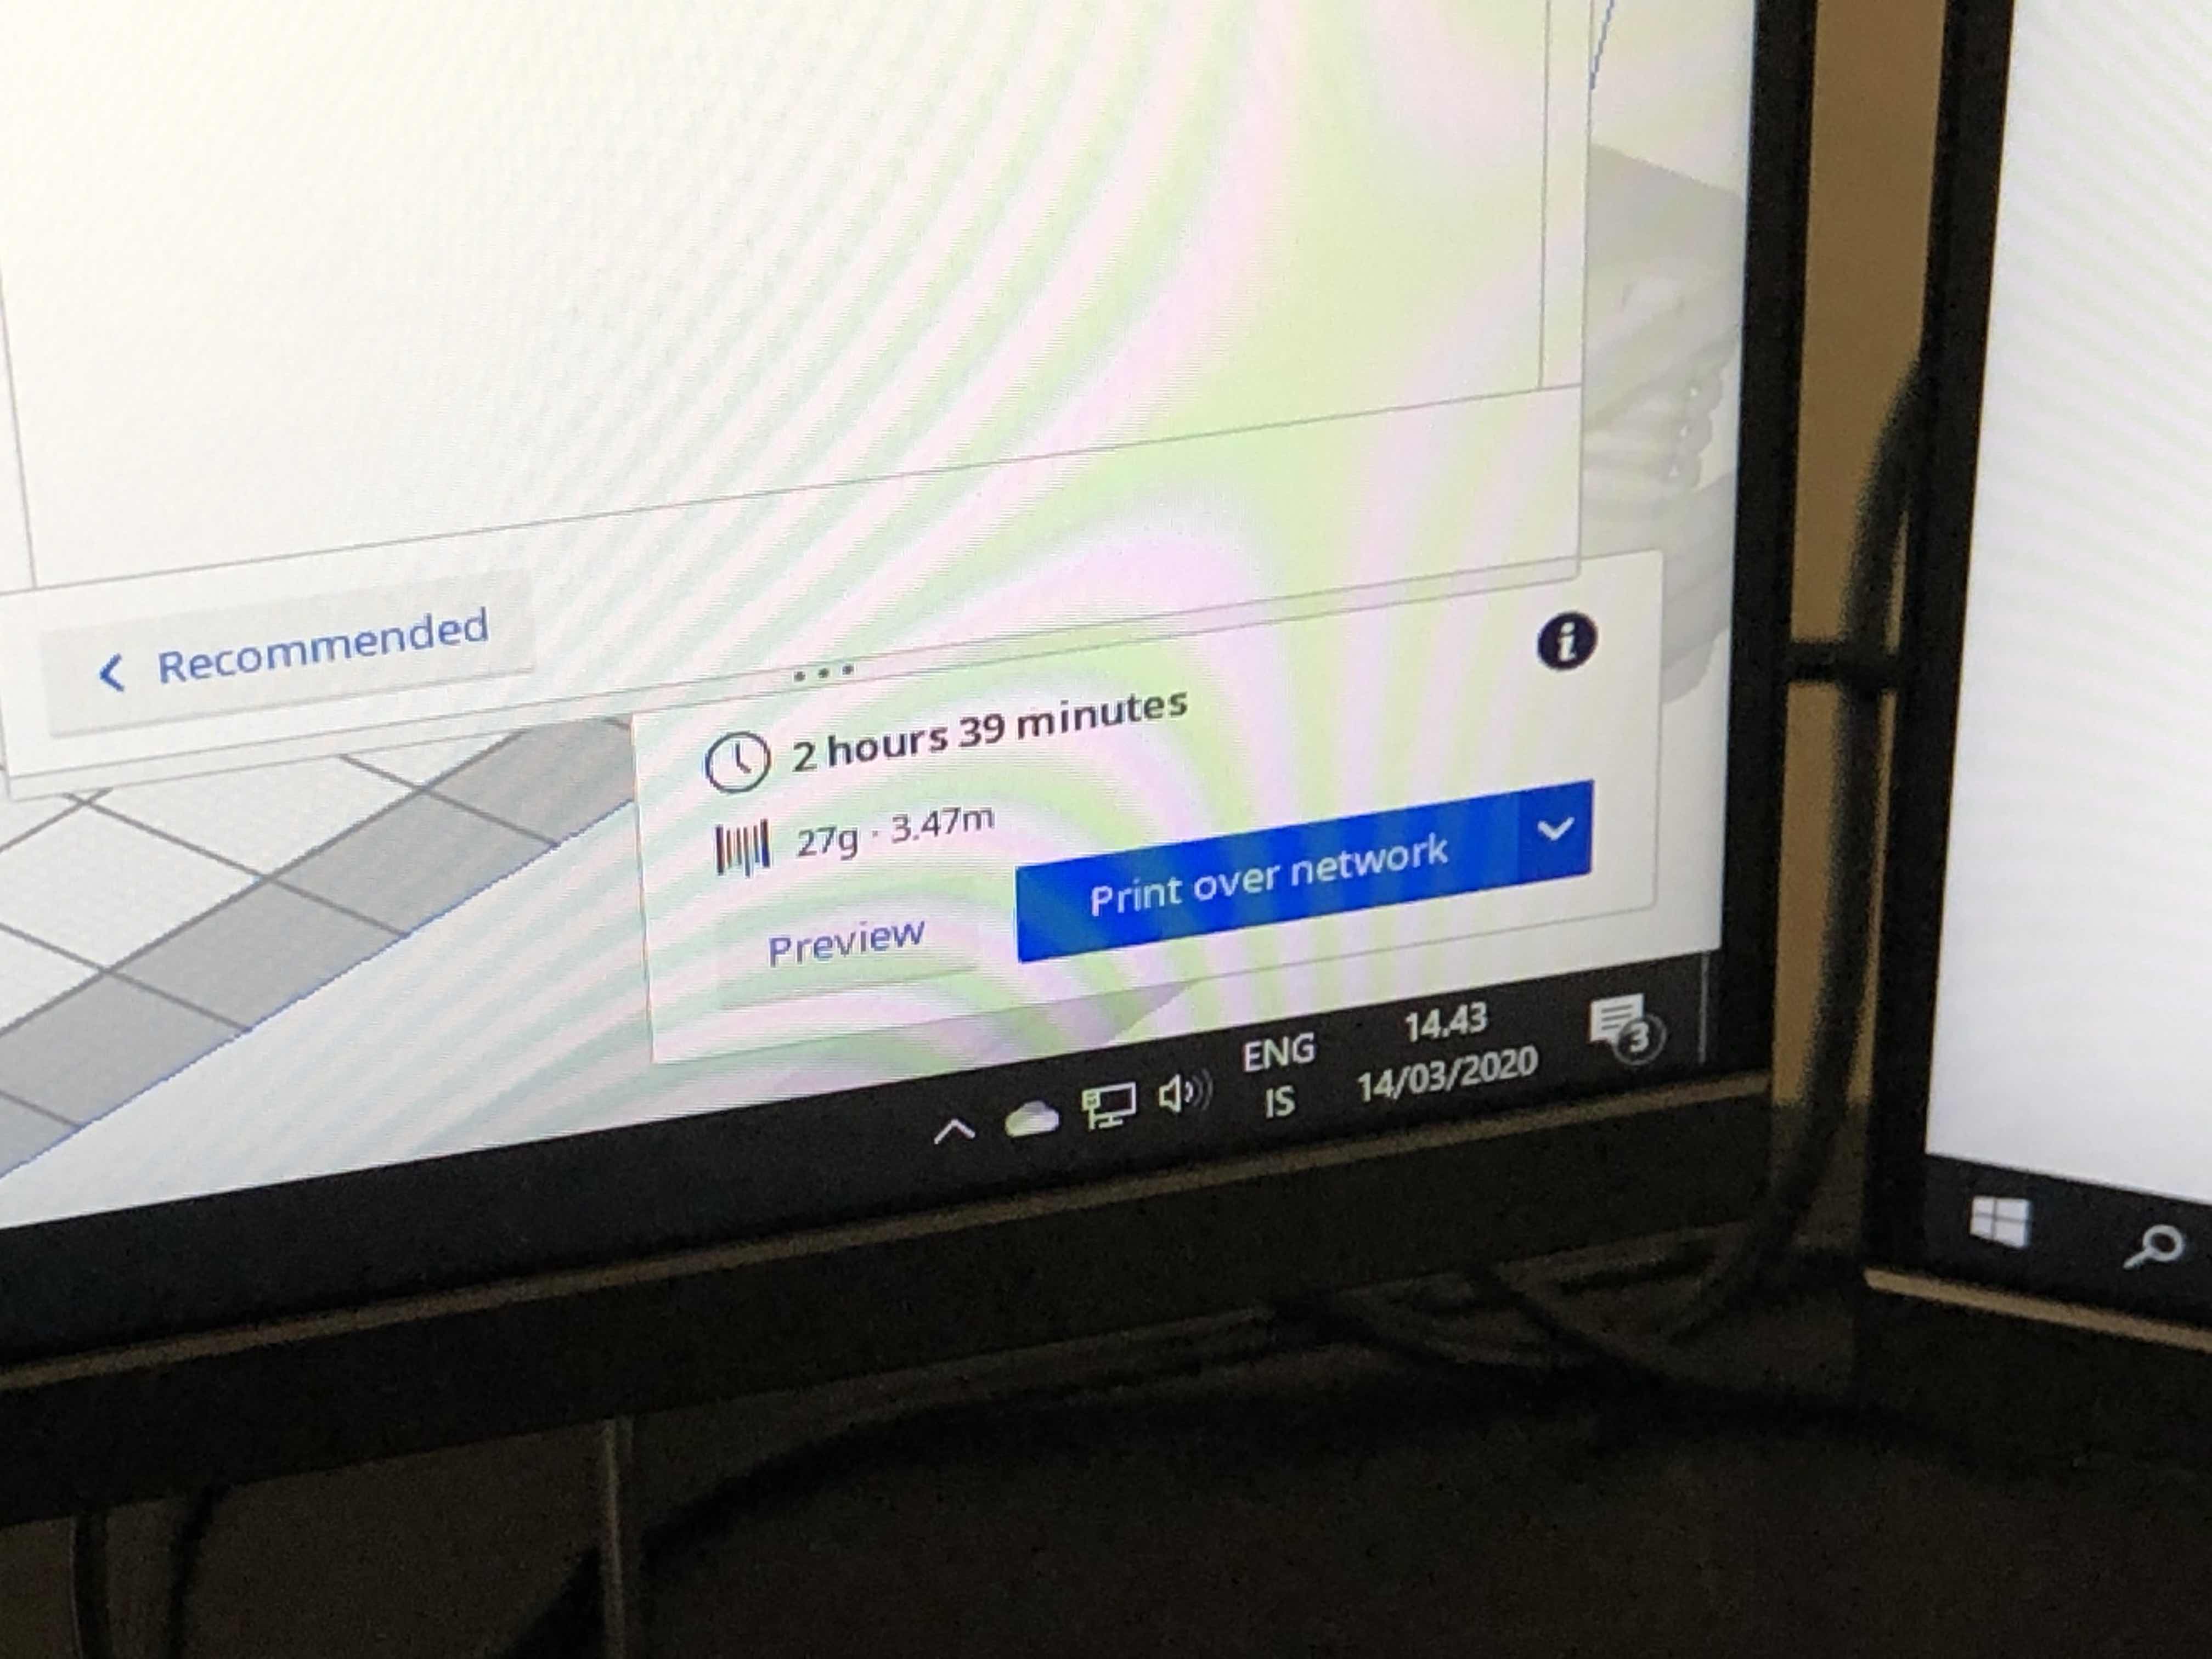 Recommended
2 hours 39 minutes
27g · 3.47m
Preview
Print over network
ENG
IS
14.43
14/03/2020
3